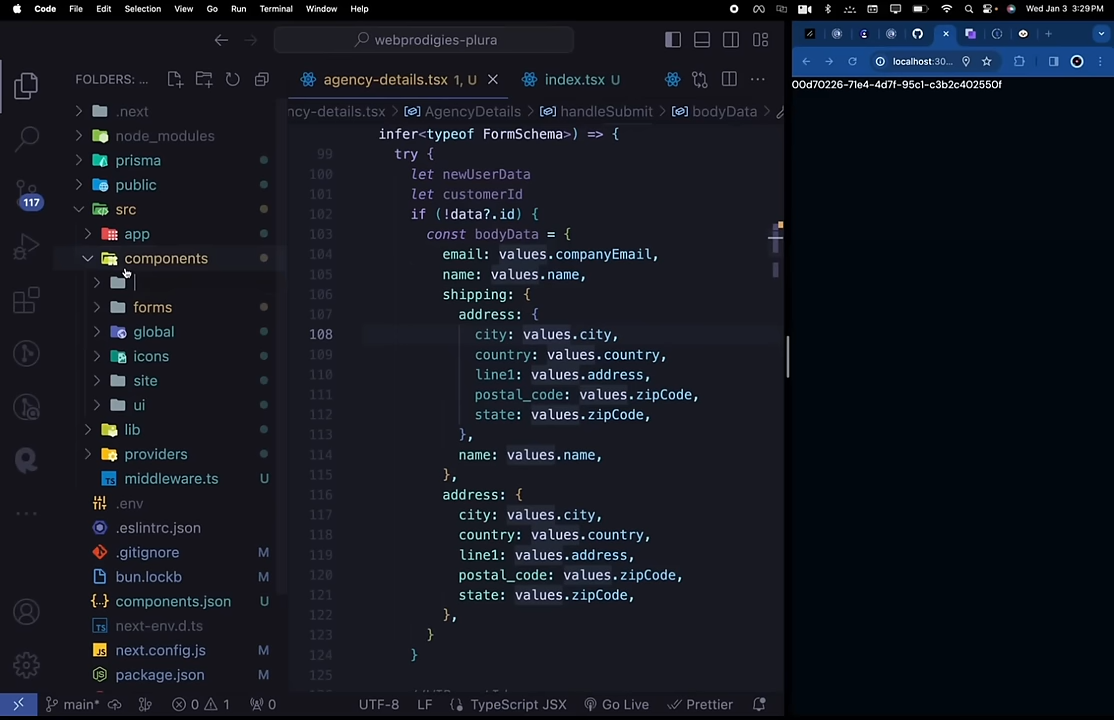 Code File Edit Selection View Go Run Terminal Window Help
Wed Jan 3 3:29 PM
webprodigies-plura
FOLDERS: ...
agency-details.tsx 1, U
index.tsx U
localhost:30...
00d70226-71e4-4d7f-95c1-c3b2c402550f
ncy-details.tsx > AgencyDetails > handleSubmit > bodyData >
.next
node_modules
prisma
public
src
app
components
forms
global
icons
site
ui
lib
providers
middleware.ts U
.env
.eslintrc.json
.gitignore M
bun.lockb M
components.json U
next-env.d.ts
next.config.js M
package.json M
117
infer<typeof FormSchema>) => {
99 try {
100 let newUserData
101 let customerId
102 if (!data?.id) {
103 const bodyData = {
104 email: values.companyEmail,
105 name: values.name,
106 shipping: {
107 address: {
108 city: values.city,
109 country: values.country,
110 line1: values.address,
111 postal_code: values.zipCode,
112 state: values.zipCode,
113 },
114 name: values.name,
115 },
116 address: {
117 city: values.city,
118 country: values.country,
119 line1: values.address,
120 postal_code: values.zipCode,
121 state: values.zipCode,
122 },
123 }
124 }
125
main* 0 1 0 UTF-8 LF TypeScript JSX Go Live Prettier